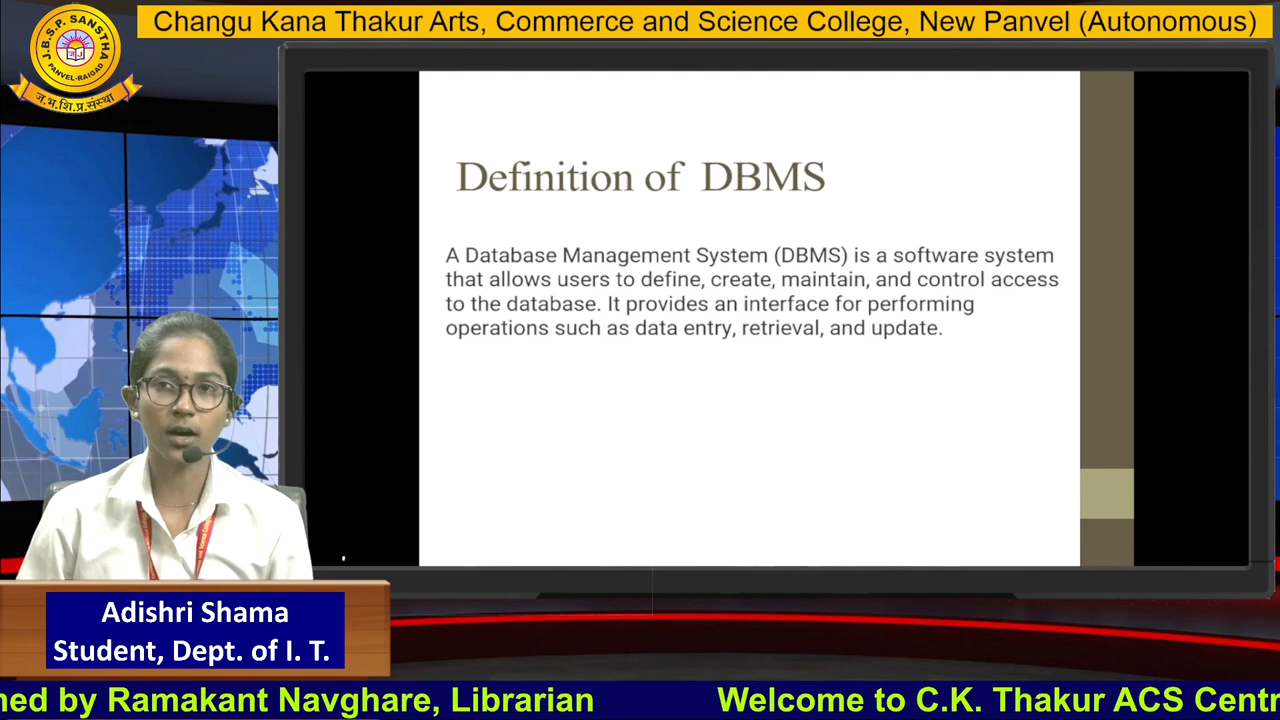 Changu Kana Thakur Arts, Commerce and Science College, New Panvel (Autonomous)
J.B.S.P. SANSTHA
PANVEL-RAIGAD
ज.भ.शि.प्र.संस्था
Definition of DBMS
A Database Management System (DBMS) is a software system
that allows users to define, create, maintain, and control access
to the database. It provides an interface for performing
operations such as data entry, retrieval, and update.
Adishri Shama
Student, Dept. of I. T.
ned by Ramakant Navghare, Librarian
Welcome to C.K. Thakur ACS Centr